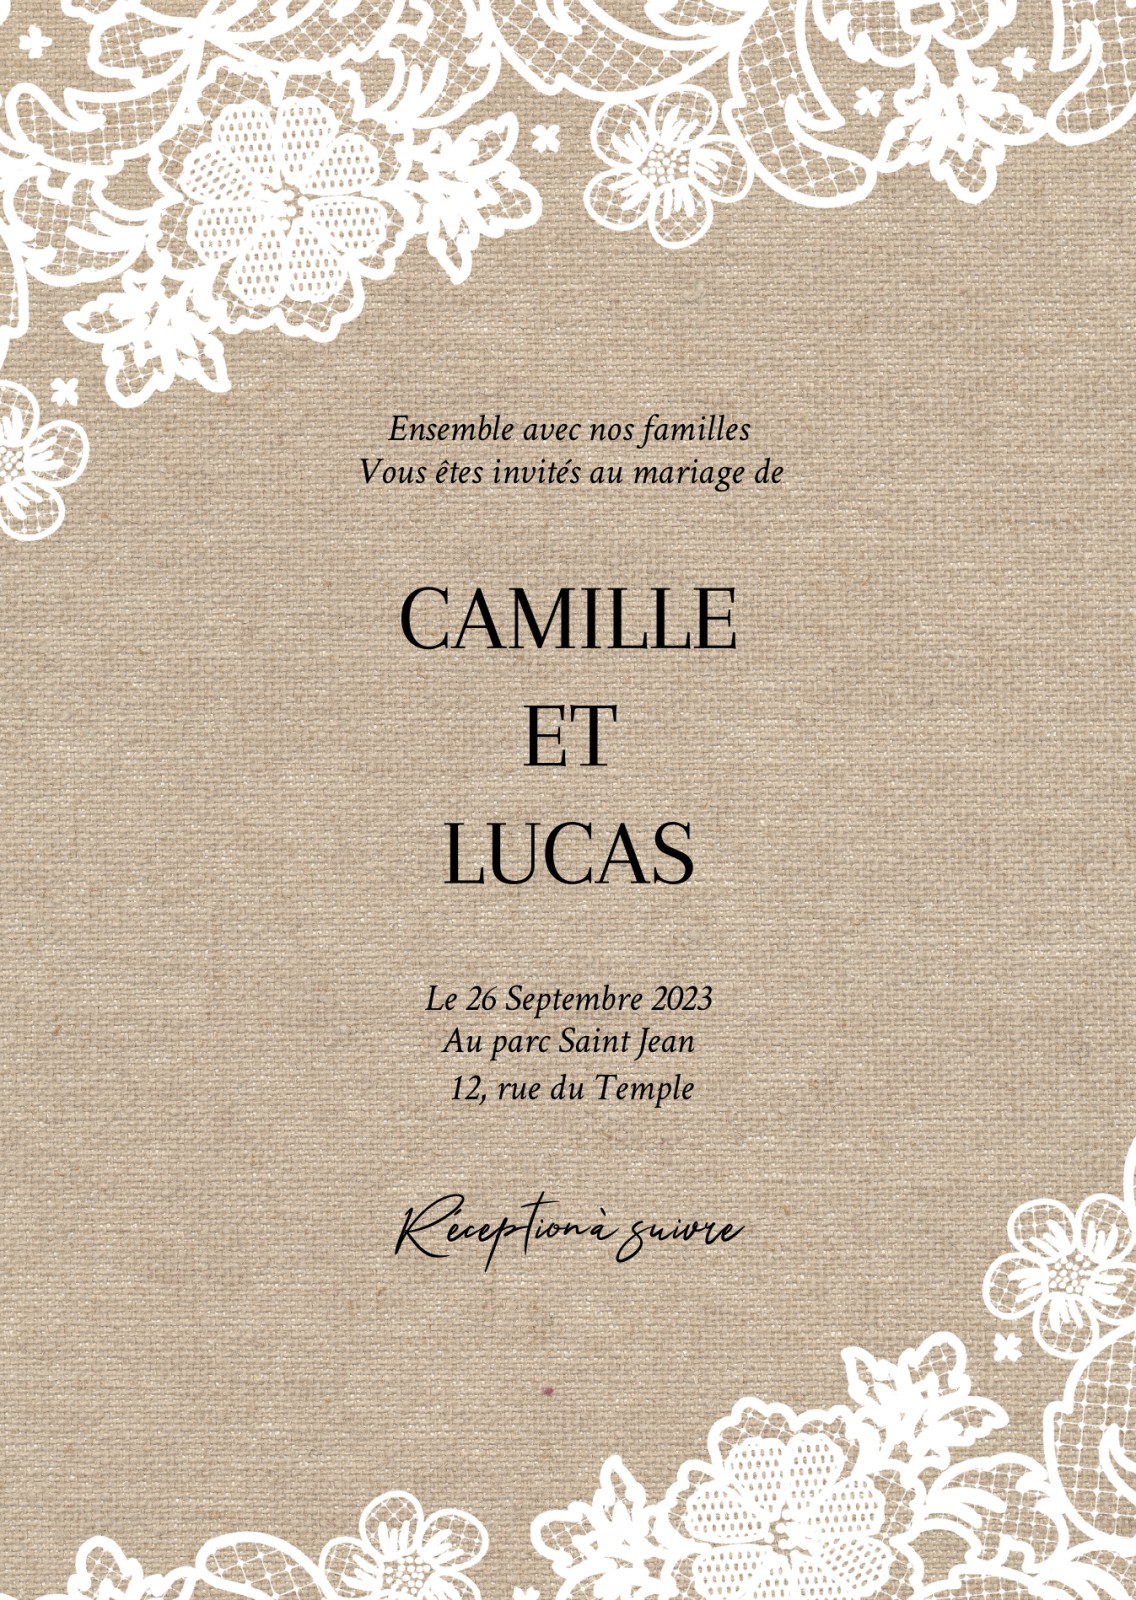 Ensemble avec nos familles
Vous êtes invités au mariage de
CAMILLE
ET
LUCAS
Le 26 Septembre 2023
Au parc Saint Jean
12, rue du Temple
Réception à suivre